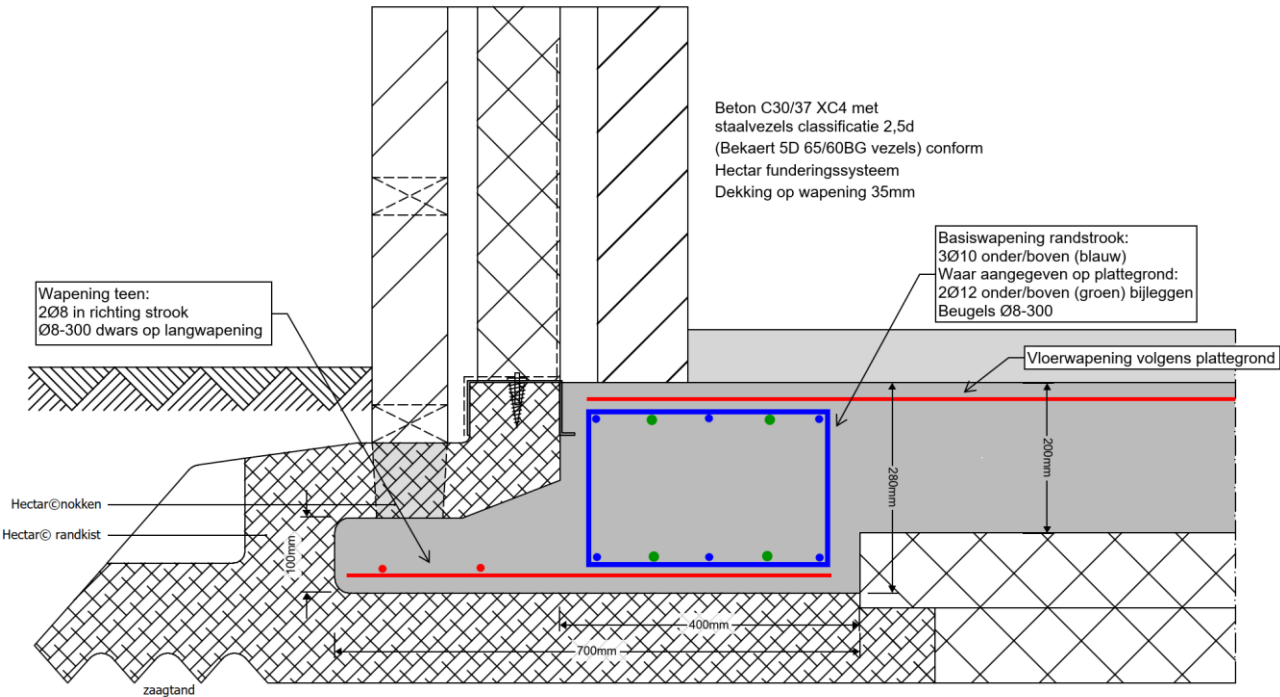 Beton C30/37 XC4 met
staalvezels classificatie 2,5d
(Bekaert 5D 65/60BG vezels) conform
Hectar funderingssysteem
Dekking op wapening 35mm
Basiswapening randstrook:
3Ø10 onder/boven (blauw)
Waar aangegeven op plattegrond:
2Ø12 onder/boven (groen) bijleggen
Beugels Ø8-300
Wapening teen:
2Ø8 in richting strook
Ø8-300 dwars op langwapening
Vloerwapening volgens plattegrond
280mm
200mm
Hectar©nokken
Hectar© randkist
100mm
400mm
700mm
zaagtand